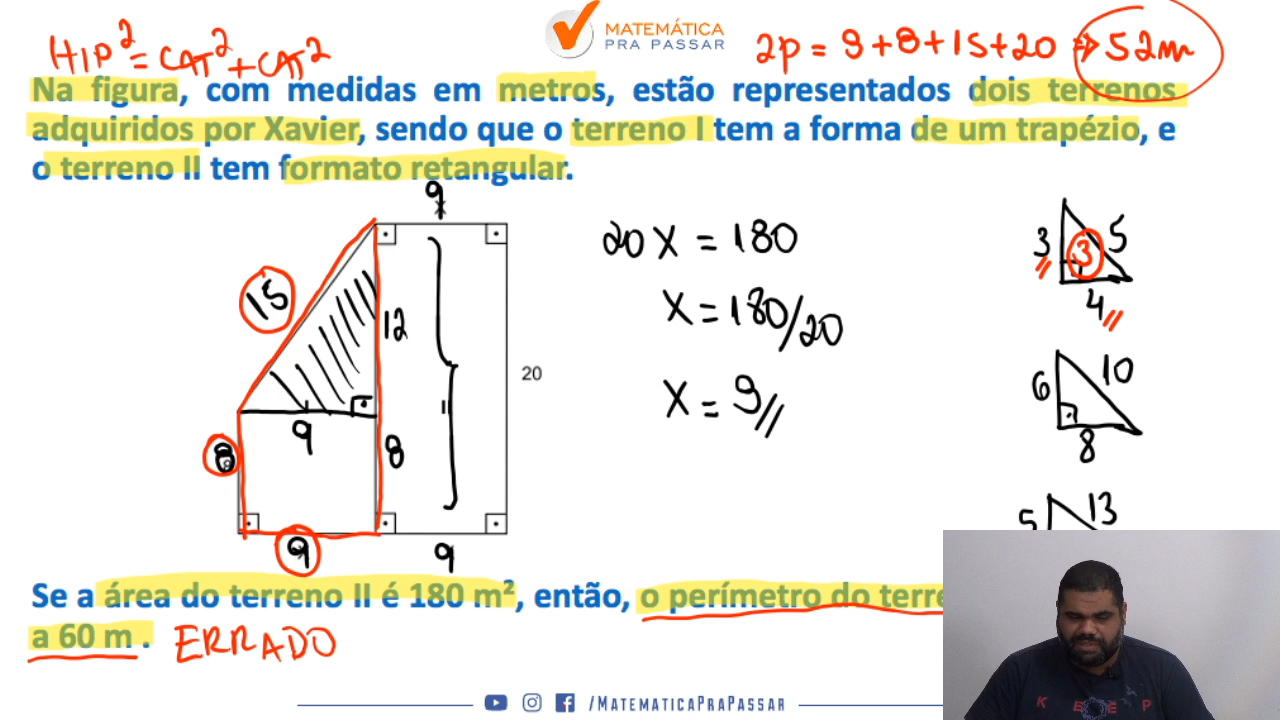 HIP² = CAT² + CAT²
MATEMÁTICA
PRA PASSAR
2p = 9+8+15+20 => 52m
Na figura, com medidas em metros, estão representados dois terrenos
adquiridos por Xavier, sendo que o terreno I tem a forma de um trapézio, e
o terreno II tem formato retangular.
9
x
15
12
9
8
8
9
9
II
20
20x = 180
x = 180/20
x = 9//
3
3
5
4
6
10
8
5
13
Se a área do terreno II é 180 m², então, o perímetro do terre
a 60 m . ERRADO
/MatematicaPraPassar
K E E P